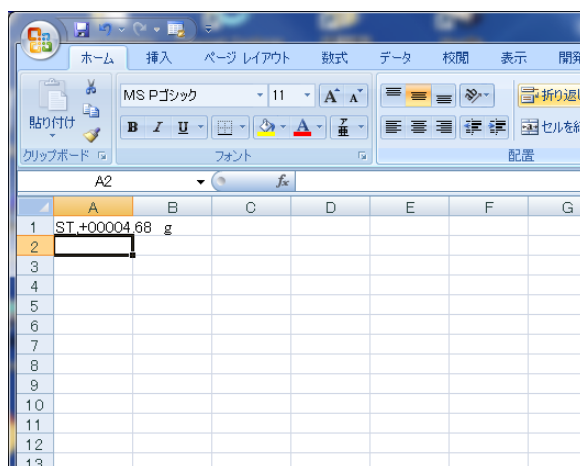 ホーム 挿入 ページ レイアウト 数式 データ 校閲 表示 開発
貼り付け MS Pゴシック 11 A A 折り返し
B I U A ア亜 セルを結
クリップボード フォント 配置
A2 fx
A B C D E F G
1 ST,+00004.68 g
2
3
4
5
6
7
8
9
10
11
12
13